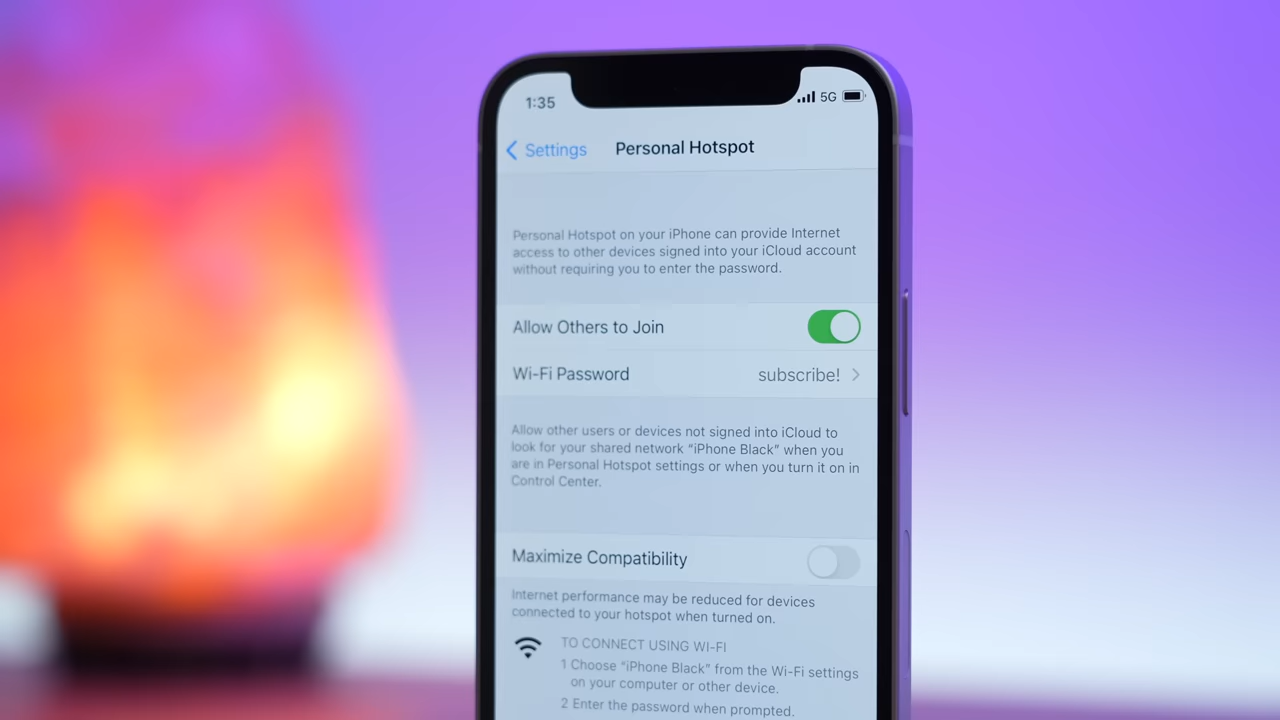 1:35
5G
Settings
Personal Hotspot
Personal Hotspot on your iPhone can provide Internet
access to other devices signed into your iCloud account
without requiring you to enter the password.
Allow Others to Join
Wi-Fi Password subscribe!
Allow other users or devices not signed into iCloud to
look for your shared network “iPhone Black” when you
are in Personal Hotspot settings or when you turn it on in
Control Center.
Maximize Compatibility
Internet performance may be reduced for devices
connected to your hotspot when turned on.
TO CONNECT USING WI-FI
1 Choose “iPhone Black” from the Wi-Fi settings
on your computer or other device.
2 Enter the password when prompted.